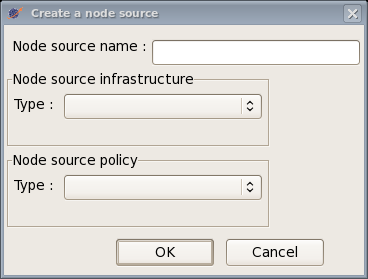 Create a node source
Node source name :
Node source infrastructure
Type :
Node source policy
Type :
OK Cancel